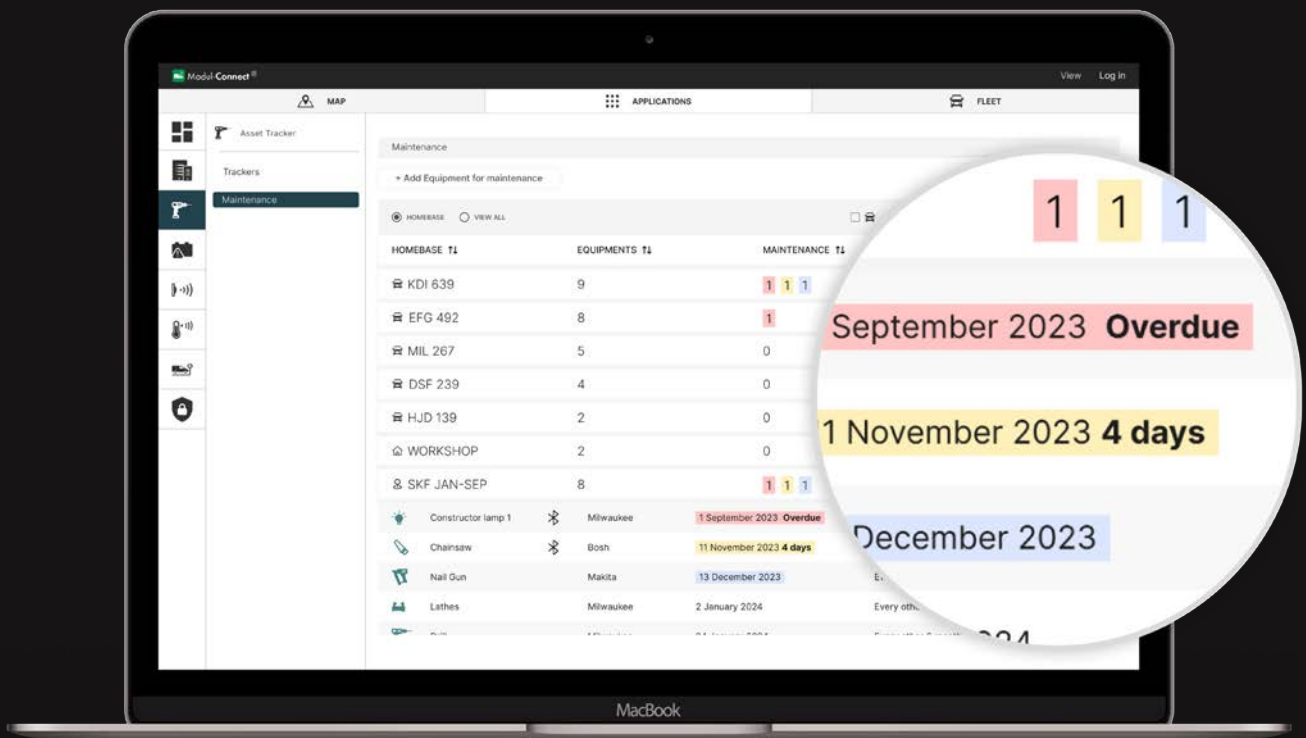 Modul-Connect®
View Log in
MAP APPLICATIONS FLEET
Asset Tracker
Trackers
Maintenance
Maintenance
+ Add Equipment for maintenance
HOMEBASE VIEW ALL
HOMEBASE EQUIPMENTS MAINTENANCE
KDI 639 9 1 1 1
EFG 492 8 1
MIL 267 5 0
DSF 239 4 0
HJD 139 2 0
WORKSHOP 2 0
SKF JAN-SEP 8 1 1 1
Constructor lamp 1 Milwaukee 1 September 2023 Overdue
Chainsaw Bosh 11 November 2023 4 days
Nail Gun Makita 13 December 2023
Lathes Milwaukee 2 January 2024 Every
1 1 1
September 2023 Overdue
1 November 2023 4 days
December 2023
MacBook